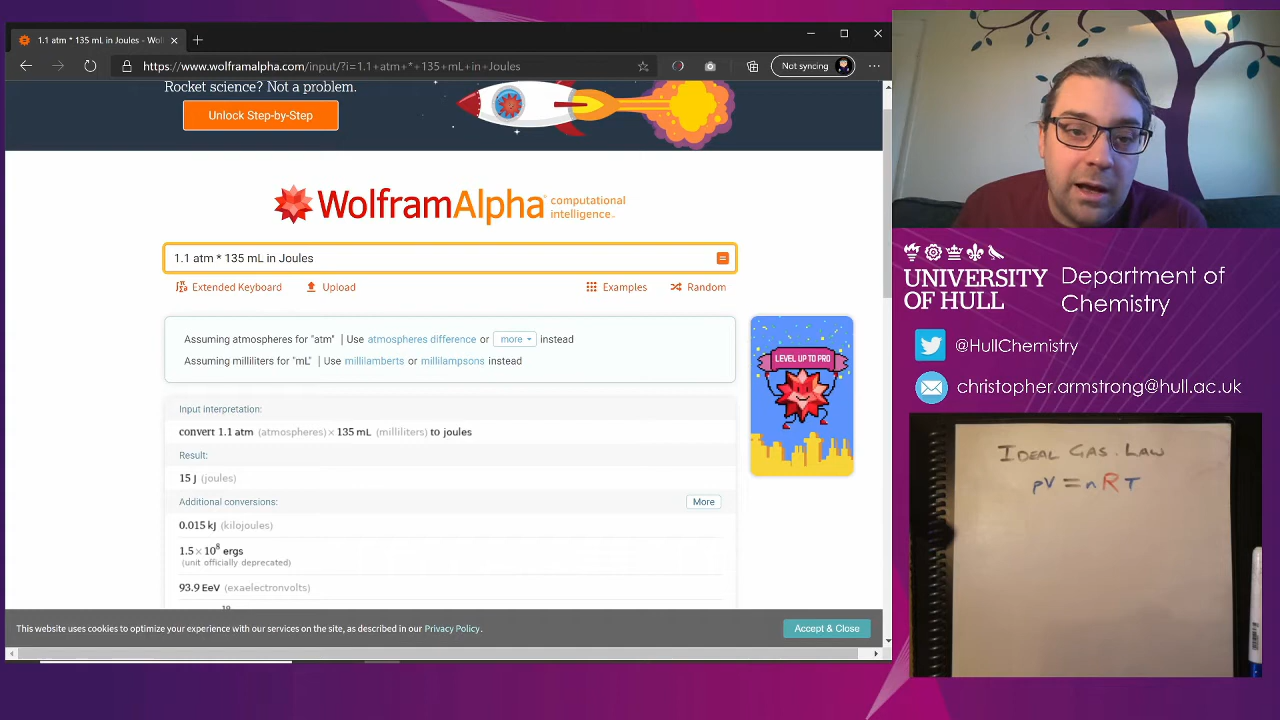 1.1 atm * 135 mL in Joules - Wol
https://www.wolframalpha.com/input/?i=1.1+atm+*+135+mL+in+Joules
Not syncing
Rocket science? Not a problem.
Unlock Step-by-Step
WolframAlpha computational intelligence™
1.1 atm * 135 mL in Joules
Extended Keyboard
Upload
Examples
Random
Assuming atmospheres for "atm" | Use atmospheres difference or more instead
Assuming milliliters for "mL" | Use millilamberts or millilampsons instead
LEVEL UP TO PRO
Input interpretation:
convert 1.1 atm (atmospheres) × 135 mL (milliliters) to joules
Result:
15 J (joules)
Additional conversions:
More
0.015 kJ (kilojoules)
1.5 × 10⁸ ergs
(unit officially deprecated)
93.9 EeV (exaelectronvolts)
This website uses cookies to optimize your experience with our services on the site, as described in our Privacy Policy.
Accept & Close
UNIVERSITY
OF HULL
Department of
Chemistry
@HullChemistry
christopher.armstrong@hull.ac.uk
IDEAL GAS. LAW
pV = nRT